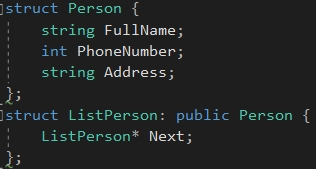 struct Person {
string FullName;
int PhoneNumber;
string Address;
};
struct ListPerson: public Person {
ListPerson* Next;
};